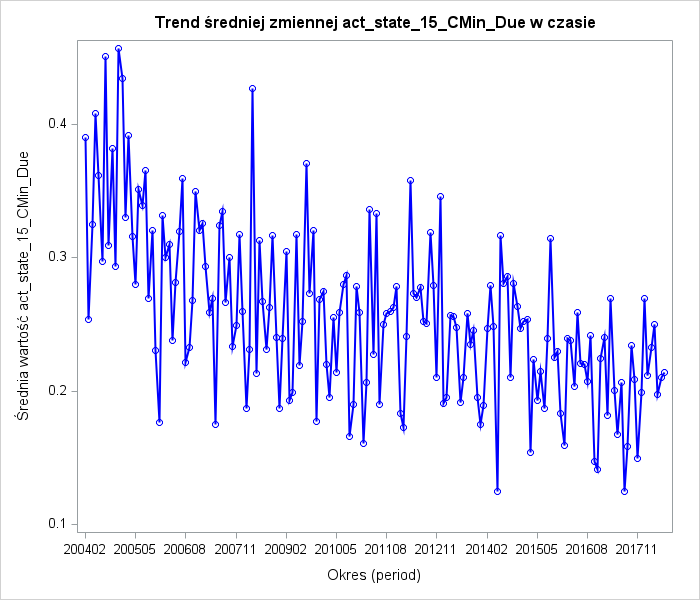 Trend średniej zmiennej act_state_15_CMin_Due w czasie
Średnia wartość act_state_15_CMin_Due
0.4
0.3
0.2
0.1
200402 200505 200608 200711 200902 201005 201108 201211 201402 201505 201608 201711
Okres (period)